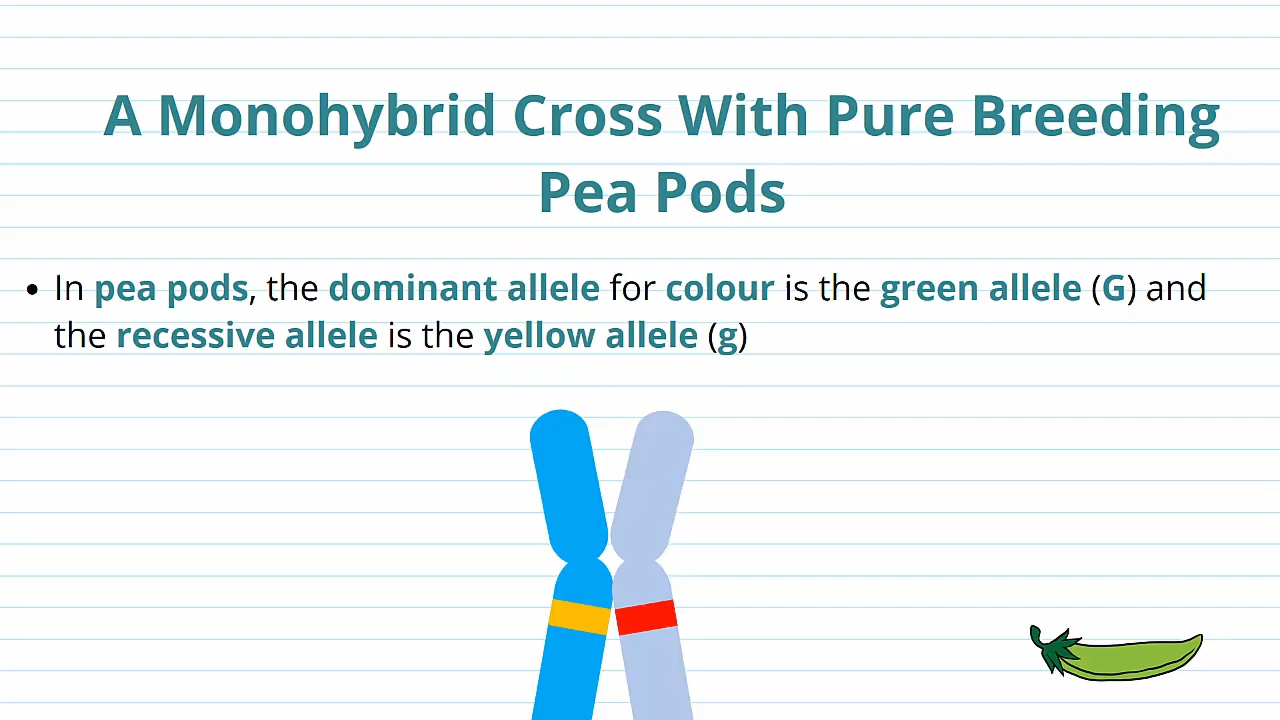 A Monohybrid Cross With Pure Breeding
Pea Pods
• In pea pods, the dominant allele for colour is the green allele (G) and
the recessive allele is the yellow allele (g)